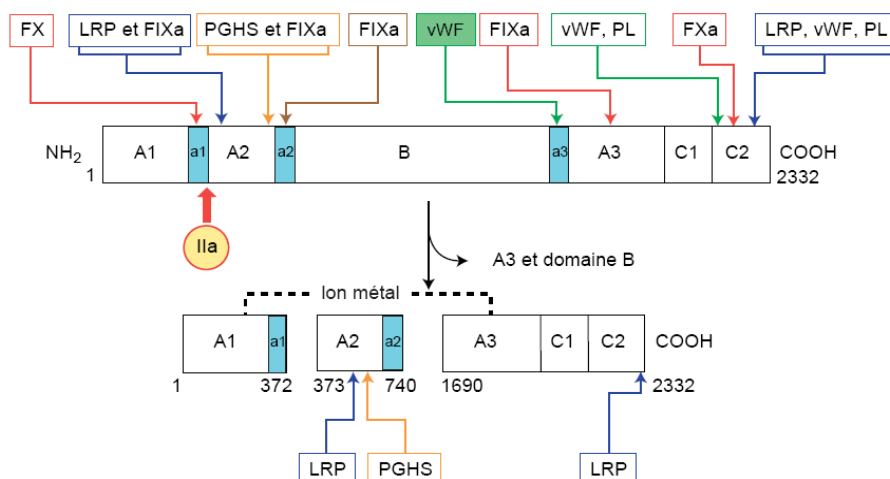 FX LRP et FIXa PGHS et FIXa FIXa vWF FIXa vWF, PL FXa LRP, vWF, PL
NH2 A1 a1 A2 a2 B a3 A3 C1 C2 COOH
1 2332
IIa
A3 et domaine B
Ion métal
A1 a1 A2 a2 A3 C1 C2 COOH
1 372 373 740 1690 2332
LRP PGHS LRP